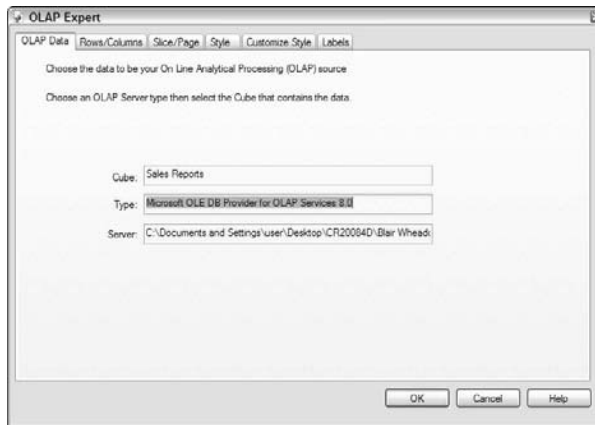 OLAP Expert
OLAP Data Rows/Columns Slice/Page Style Customize Style Labels
Choose the data to be your On Line Analytical Processing (OLAP) source
Choose an OLAP Server type then select the Cube that contains the data.
Cube: Sales Reports
Type: Microsoft OLE DB Provider for OLAP Services 8.0
Server: C:\Documents and Settings\user\Desktop\CR20084D\Blair Wheado
OK Cancel Help